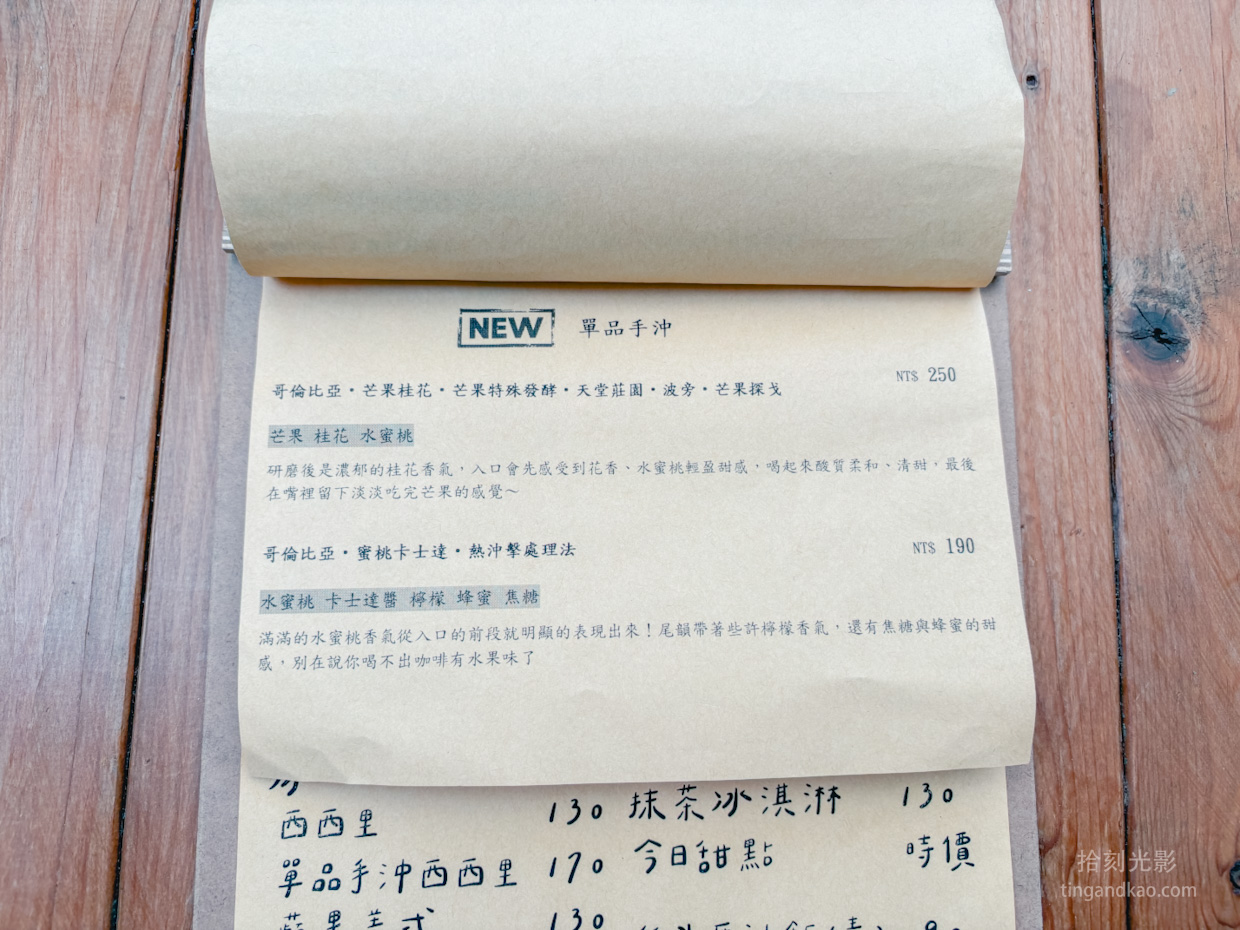 NEW 單品手沖
哥倫比亞・芒果桂花・芒果特殊發酵・天堂莊園・波旁・芒果探戈 NT$ 250
芒果 桂花 水蜜桃
研磨後是濃郁的桂花香氣，入口會先感受到花香、水蜜桃輕盈甜感，喝起來酸質柔和、清甜，最後
在嘴裡留下淡淡吃完芒果的感覺～
哥倫比亞・蜜桃卡士達・熱沖擊處理法 NT$ 190
水蜜桃 卡士達醬 檸檬 蜂蜜 焦糖
滿滿的水蜜桃香氣從入口的前段就明顯的表現出來！尾韻帶著些許檸檬香氣，還有焦糖與蜂蜜的甜
感，別在說你喝不出咖啡有水果味了
西西里 130 抹茶冰淇淋 130
單品手沖西西里 170 今日甜點 時價
蘋果美式 130
拾刻光影
tingandkao.com